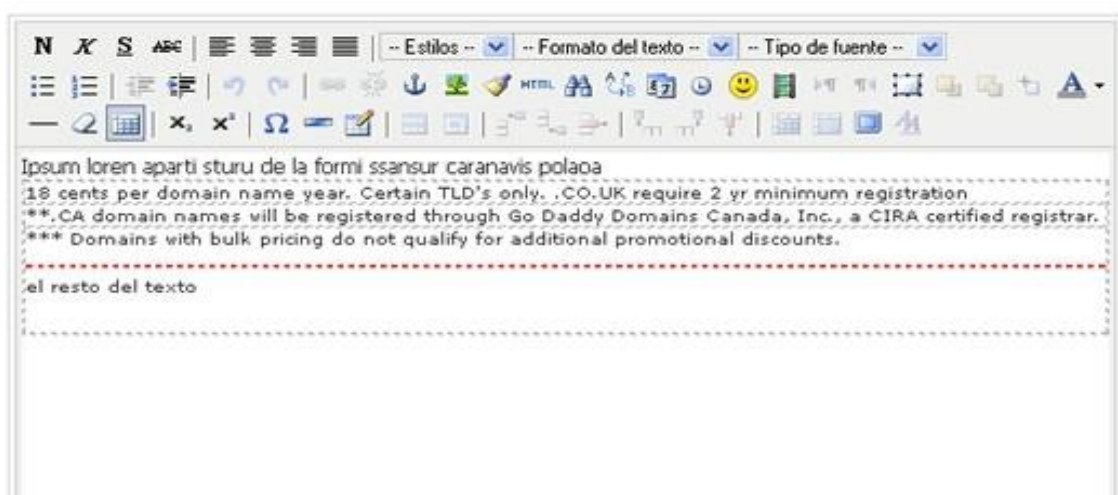 N K S ABC -- Estilos -- -- Formato del texto -- -- Tipo de fuente --
HTML A
Ipsum loren aparti sturu de la formi ssansur caranavis polaoa
18 cents per domain name year. Certain TLD's only. .CO.UK require 2 yr minimum registration
**.CA domain names will be registered through Go Daddy Domains Canada, Inc., a CIRA certified registrar.
*** Domains with bulk pricing do not qualify for additional promotional discounts.
el resto del texto